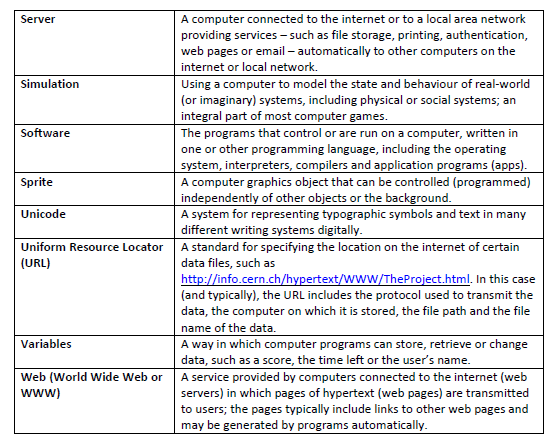 Server
A computer connected to the internet or to a local area network
providing services – such as file storage, printing, authentication,
web pages or email – automatically to other computers on the
internet or local network.
Simulation
Using a computer to model the state and behaviour of real-world
(or imaginary) systems, including physical or social systems; an
integral part of most computer games.
Software
The programs that control or are run on a computer, written in
one or other programming language, including the operating
system, interpreters, compilers and application programs (apps).
Sprite
A computer graphics object that can be controlled (programmed)
independently of other objects or the background.
Unicode
A system for representing typographic symbols and text in many
different writing systems digitally.
Uniform Resource Locator
(URL)
A standard for specifying the location on the internet of certain
data files, such as
http://info.cern.ch/hypertext/WWW/TheProject.html. In this case
(and typically), the URL includes the protocol used to transmit the
data, the computer on which it is stored, the file path and the file
name of the data.
Variables
A way in which computer programs can store, retrieve or change
data, such as a score, the time left or the user’s name.
Web (World Wide Web or
WWW)
A service provided by computers connected to the internet (web
servers) in which pages of hypertext (web pages) are transmitted
to users; the pages typically include links to other web pages and
may be generated by programs automatically.